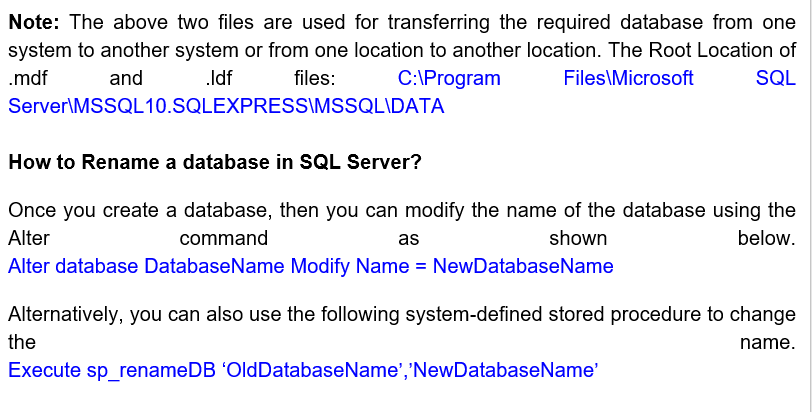 Note: The above two files are used for transferring the required database from one
system to another system or from one location to another location. The Root Location of
.mdf and .ldf files: C:\Program Files\Microsoft SQL
Server\MSSQL10.SQLEXPRESS\MSSQL\DATA
How to Rename a database in SQL Server?
Once you create a database, then you can modify the name of the database using the
Alter command as shown below.
Alter database DatabaseName Modify Name = NewDatabaseName
Alternatively, you can also use the following system-defined stored procedure to change
the name.
Execute sp_renameDB ‘OldDatabaseName’,’NewDatabaseName’